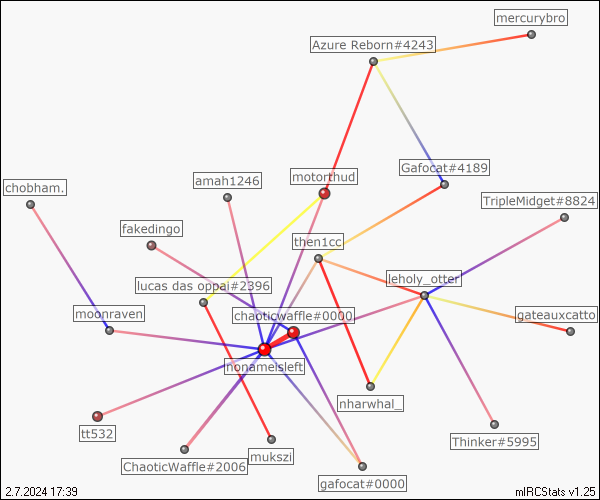 mercurybro
Azure Reborn#4243
Gafocat#4189
amah1246
motorthud
chobham.
TripleMidget#8824
fakedingo
then1cc
leholy_otter
lucas das oppai#2396
moonraven
chaoticwaffle#0000
gateauxcatto
nonameisleft
nharwhal_
tt532
Thinker#5995
mukszi
ChaoticWaffle#2006
gafocat#0000
2.7.2024 17:39
mIRCStats v1.25